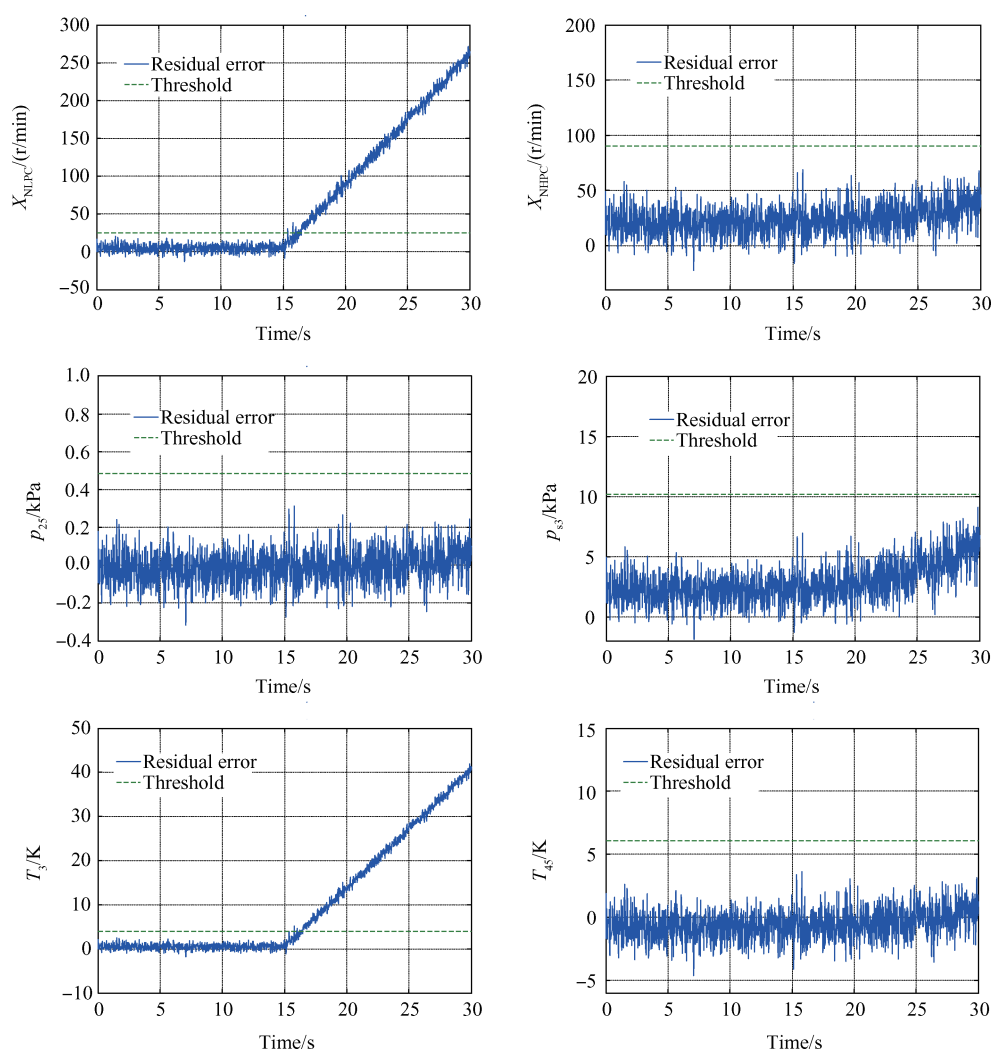 300
250
200
150
100
50
0
−50
X_NLPC/(r/min)
Residual error
Threshold
0 5 10 15 20 25 30
Time/s
200
150
100
50
0
X_NHPC/(r/min)
Residual error
Threshold
0 5 10 15 20 25 30
Time/s
1.0
0.8
0.6
0.4
0.2
0.0
−0.2
−0.4
p_25/kPa
Residual error
Threshold
0 5 10 15 20 25 30
Time/s
20
15
10
5
0
p_s3/kPa
Residual error
Threshold
0 5 10 15 20 25 30
Time/s
50
40
30
20
10
0
−10
T_3/K
Residual error
Threshold
0 5 10 15 20 25 30
Time/s
15
10
5
0
−5
T_45/K
Residual error
Threshold
0 5 10 15 20 25 30
Time/s